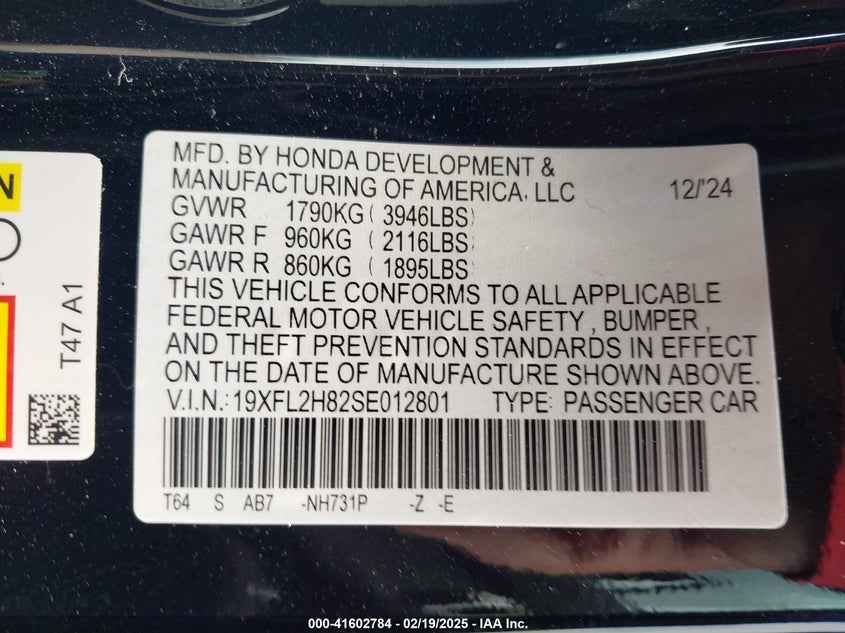 MFD. BY HONDA DEVELOPMENT &
MANUFACTURING OF AMERICA, LLC 12/'24
GVWR 1790KG ( 3946LBS)
GAWR F 960KG ( 2116LBS)
GAWR R 860KG ( 1895LBS)
THIS VEHICLE CONFORMS TO ALL APPLICABLE
FEDERAL MOTOR VEHICLE SAFETY , BUMPER ,
AND THEFT PREVENTION STANDARDS IN EFFECT
ON THE DATE OF MANUFACTURE SHOWN ABOVE.
V.I.N.: 19XFL2H82SE012801 TYPE: PASSENGER CAR
T64 S AB7 -NH731P -Z -E
T47 A1
000-41602784 - 02/19/2025 - IAA Inc.